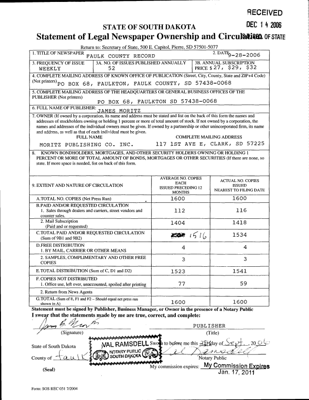 RECEIVED
DEC 14 2006
STATE OF SOUTH DAKOTA
Statement of Legal Newspaper Ownership and Circulation
OF STATE
Return to: Secretary of State, 500 E. Capitol, Pierre, SD 57501-5077
1. TITLE OF NEWSPAPER FAULK COUNTY RECORD
2. DATE 9-28-2006
3. FREQUENCY OF ISSUE WEEKLY
3A. NO. OF ISSUES PUBLISHED ANNUALLY 52
3B. ANNUAL SUBSCRIPTION PRICE $ 27, $29, $32
4. COMPLETE MAILING ADDRESS OF KNOWN OFFICE OF PUBLICATION (Street, City, County, State and ZIP+4 Code) (Not printers)
PO BOX 68, FAULKTON, FAULK COUNTY, SD 57438-0068
5. COMPLETE MAILING ADDRESS OF THE HEADQUARTERS OR GENERAL BUSINESS OFFICES OF THE PUBLISHER (Not printers)
PO BOX 68, FAULKTON SD 57438-0068
6. FULL NAME OF PUBLISHER: JAMES MORITZ
7. OWNER (If owned by a corporation, its name and address must be stated and list on the back of this form the names and addresses of stockholders owning or holding 1 percent or more of total amount of stock. If not owned by a corporation, the names and addresses of the individual owners must be given. If owned by a partnership or other unincorporated firm, its name and address, as well as that of each individual must be given.
FULL NAME
COMPLETE MAILING ADDRESS
MORITZ PUBLISHING CO, INC.
117 1ST AVE E. CLARK, SD 57225
8. KNOWN BONDHOLDERS, MORTGAGES, AND OTHER SECURITY HOLDERS OWNING OR HOLDING 1 PERCENT OR MORE OF TOTAL AMOUNT OF BONDS, MORTGAGES OR OTHER SECURITIES (If these are none, so state. If more space is needed, list on back of this form.
9. EXTENT AND NATURE OF CIRCULATION
AVERAGE NO. COPIES EACH ISSUED PRECEDING 12 MONTHS
ACTUAL NO. COPIES ISSUED NEAREST TO FILING DATE
A. TOTAL NO. COPIES (Net Press Run) 1600 1600
B. PAID AND/OR REQUESTED CIRCULATION
1. Sales through dealers and carriers, street vendors and counter sales. 112 116
2. Mail Subscription (Paid and or requested) 1404 1418
C. TOTAL PAID AND/OR REQUESTED CIRCULATION (Sum of 9B1 and 9B2) 1516 1534
D. FREE DISTRIBUTION
1. BY MAIL, CARRIER OR OTHER MEANS 4 4
2. SAMPLES, COMPLIMENTARY AND OTHER FREE COPIES 3 3
E. TOTAL DISTRIBUTION (Sum of C, D1 and D2) 1523 1541
F. COPIES NOT DISTRIBUTED
1. Office use, left over, unaccounted, spoiled after printing 77 59
2. Return from News Agents
G. TOTAL (Sum of E, F1 and F2 - Should equal net press run shown in A) 1600 1600
Statement must be signed by Publisher, Business Manager, or Owner in the presence of a Notary Public
I swear that the statements made by me are true, correct, and complete:
PUBLISHER
(Signature)
(Title)
State of South Dakota
County of Faulk
(Seal)
VAL RAMSDELL
NOTARY PUBLIC
SOUTH DAKOTA
Sworn to before me this day of Sept. 2006
Notary Public
My commission expires: My Commission Expires
Jan. 17, 2011